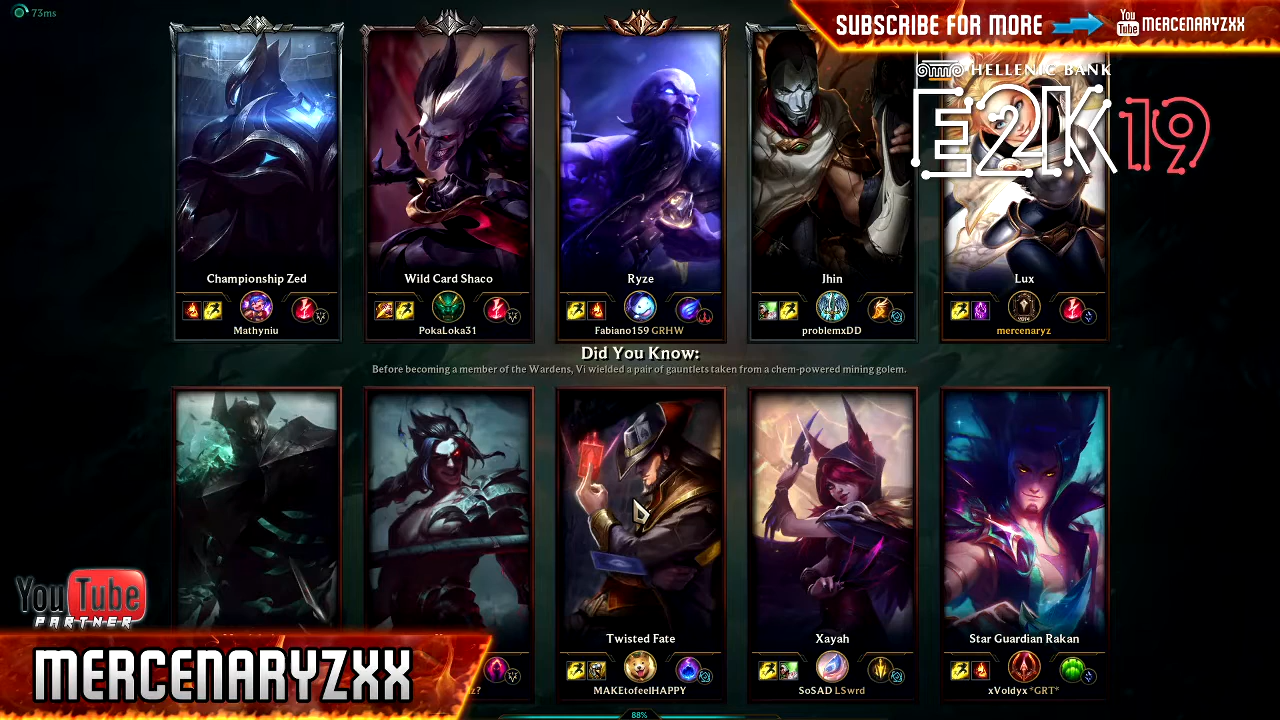 73ms
SUBSCRIBE FOR MORE
You
Tube
MERCENARYZXX
HELLENIC BANK
E2K19
Championship Zed
Wild Card Shaco
Ryze
Jhin
Lux
Mathyniu
PokaLoka31
Fabiano159 GRHW
problemxDD
mercenaryz
Did You Know:
Before becoming a member of the Wardens, Vi wielded a pair of gauntlets taken from a chem-powered mining golem.
Twisted Fate
Xayah
Star Guardian Rakan
MAKEtofeelHAPPY
SoSAD LSwrd
xVoldyx *GRT*
YouTube
PARTNER
MERCENARYZXX
88%